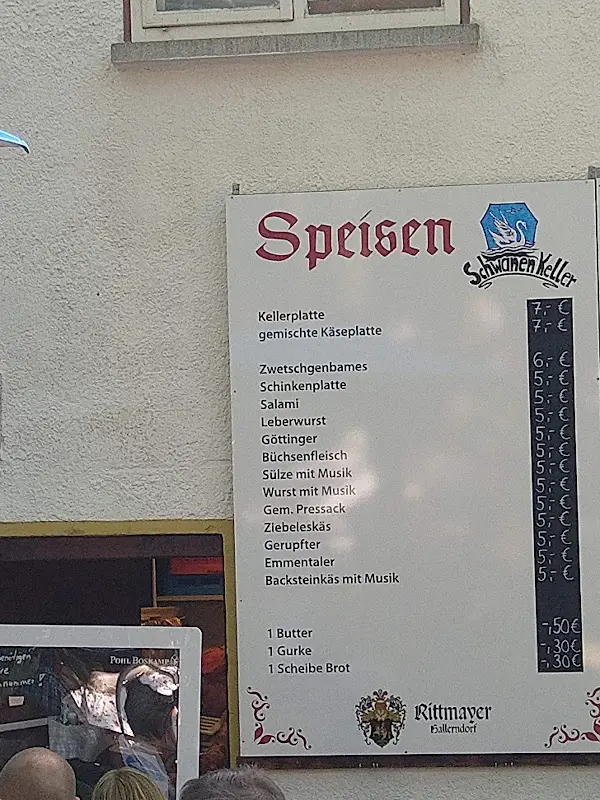 Speisen
Schwanen Keller
Kellerplatte 7,- €
gemischte Käseplatte 7,- €
Zwetschgenbames 6,- €
Schinkenplatte 5,- €
Salami 5,- €
Leberwurst 5,- €
Göttinger 5,- €
Büchsenfleisch 5,- €
Sülze mit Musik 5,- €
Wurst mit Musik 5,- €
Gem. Pressack 5,- €
Ziebeleskäs 5,- €
Gerupfter 5,- €
Emmentaler 5,- €
Backsteinkäs mit Musik 5,- €
1 Butter -,50€
1 Gurke -,30€
1 Scheibe Brot -,30€
Rittmayer
Hallerndorf
POHL BOSKAMP